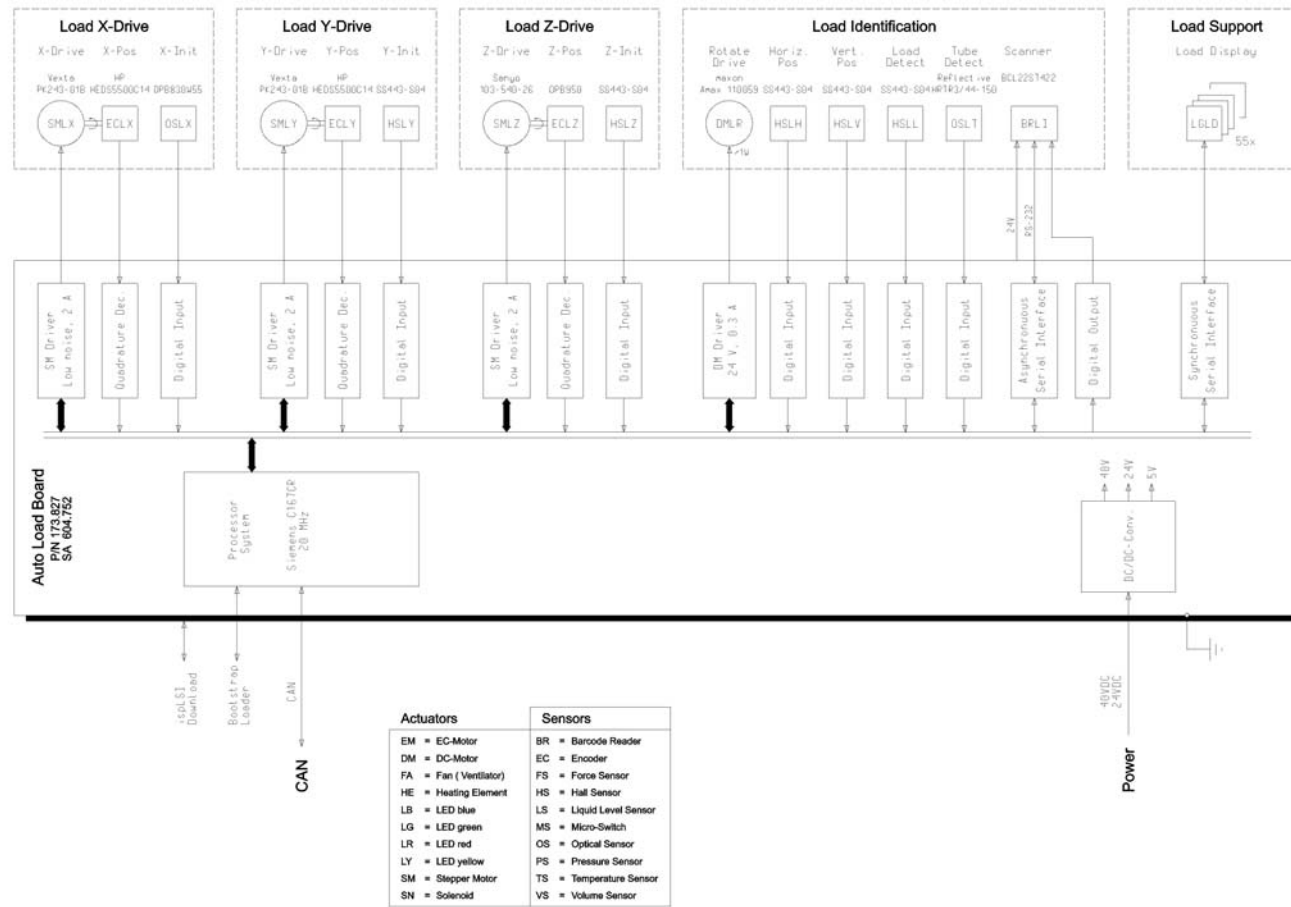 Load X-Drive
X-Drive X-Pos X-Init
Vexta HP
PK243-01B HEDS5500C14 OPB830W55
SMLX ECLX OSLX
Load Y-Drive
Y-Drive Y-Pos Y-Init
Vexta HP
PK243-01B HEDS5500C14 SS443-S04
SMLY ECLY HSLY
Load Z-Drive
Z-Drive Z-Pos Z-Init
Sanyo
103-540-26 OPB950 SS443-S04
SMLZ ECLZ HSLZ
Load Identification
Rotate Horiz. Vert. Load Tube Scanner
Drive Pos Pos Detect Detect
maxon Reflective BCL22ST422
Amax 110059 SS443-S04 SS443-S04 SS443-S04 HRTR3/44-150
DMLR HSLH HSLV HSLL OSLT BRLI
/1W
Load Support
Load Display
LGLD
55x
24V
RS-232
SM Driver
Low noise, 2 A
Quadrature Dec.
Digital Input
SM Driver
Low noise, 2 A
Quadrature Dec.
Digital Input
SM Driver
Low noise, 2 A
Quadrature Dec.
Digital Input
DM Driver
24 V, 0.3 A
Digital Input
Digital Input
Digital Input
Digital Input
Asynchronuous
Serial Interface
Digital Output
Synchronuous
Serial Interface
Auto Load Board
P/N 173.827
SA 604.752
Processor
System
Siemens C167CR
20 MHz
48V
24V
5V
DC/DC-Conv.
ispLSI
Download
Bootstrap
Loader
CAN
CAN
48VDC
24VDC
Power
Actuators
EM = EC-Motor
DM = DC-Motor
FA = Fan ( Ventilator)
HE = Heating Element
LB = LED blue
LG = LED green
LR = LED red
LY = LED yellow
SM = Stepper Motor
SN = Solenoid
Sensors
BR = Barcode Reader
EC = Encoder
FS = Force Sensor
HS = Hall Sensor
LS = Liquid Level Sensor
MS = Micro-Switch
OS = Optical Sensor
PS = Pressure Sensor
TS = Temperature Sensor
VS = Volume Sensor